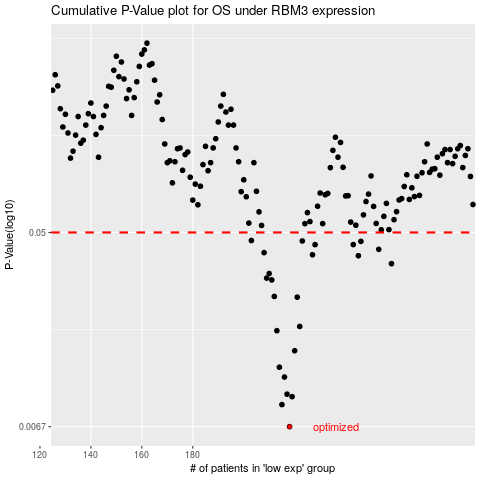 Cumulative P-Value plot for OS under RBM3 expression
P-Value(log10)
0.05
0.0067
optimized
120 140 160 180
# of patients in 'low exp' group